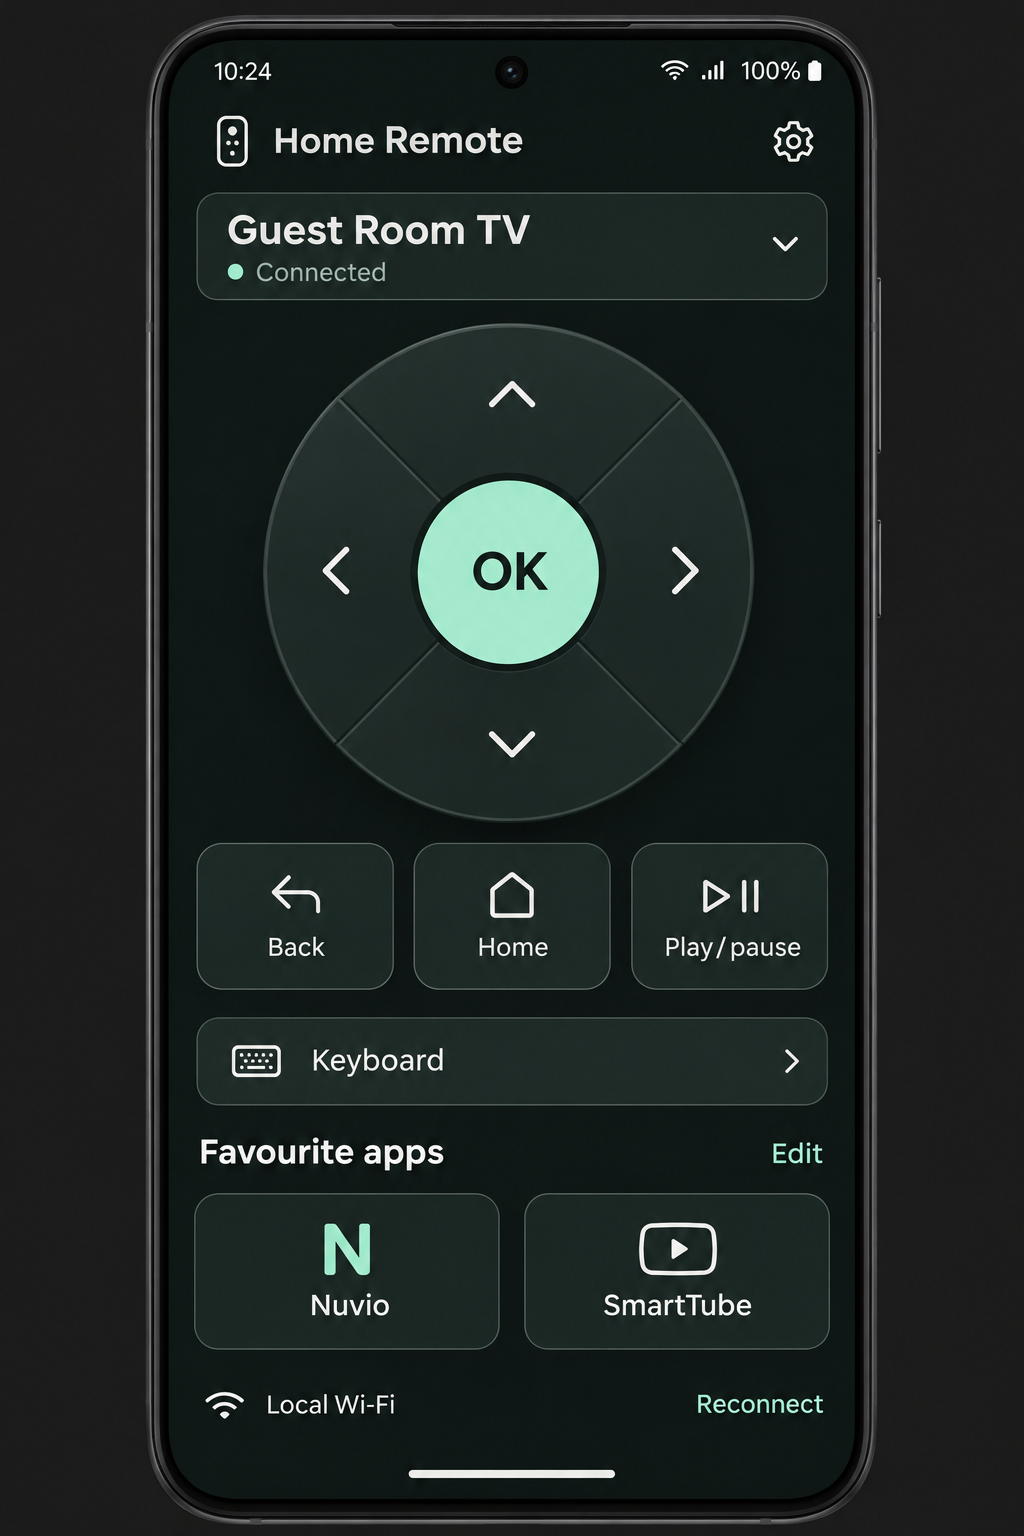 10:24
100%
Home Remote
Guest Room TV
Connected
OK
Back
Home
Play/pause
Keyboard
Favourite apps
Edit
N
Nuvio
SmartTube
Local Wi-Fi
Reconnect